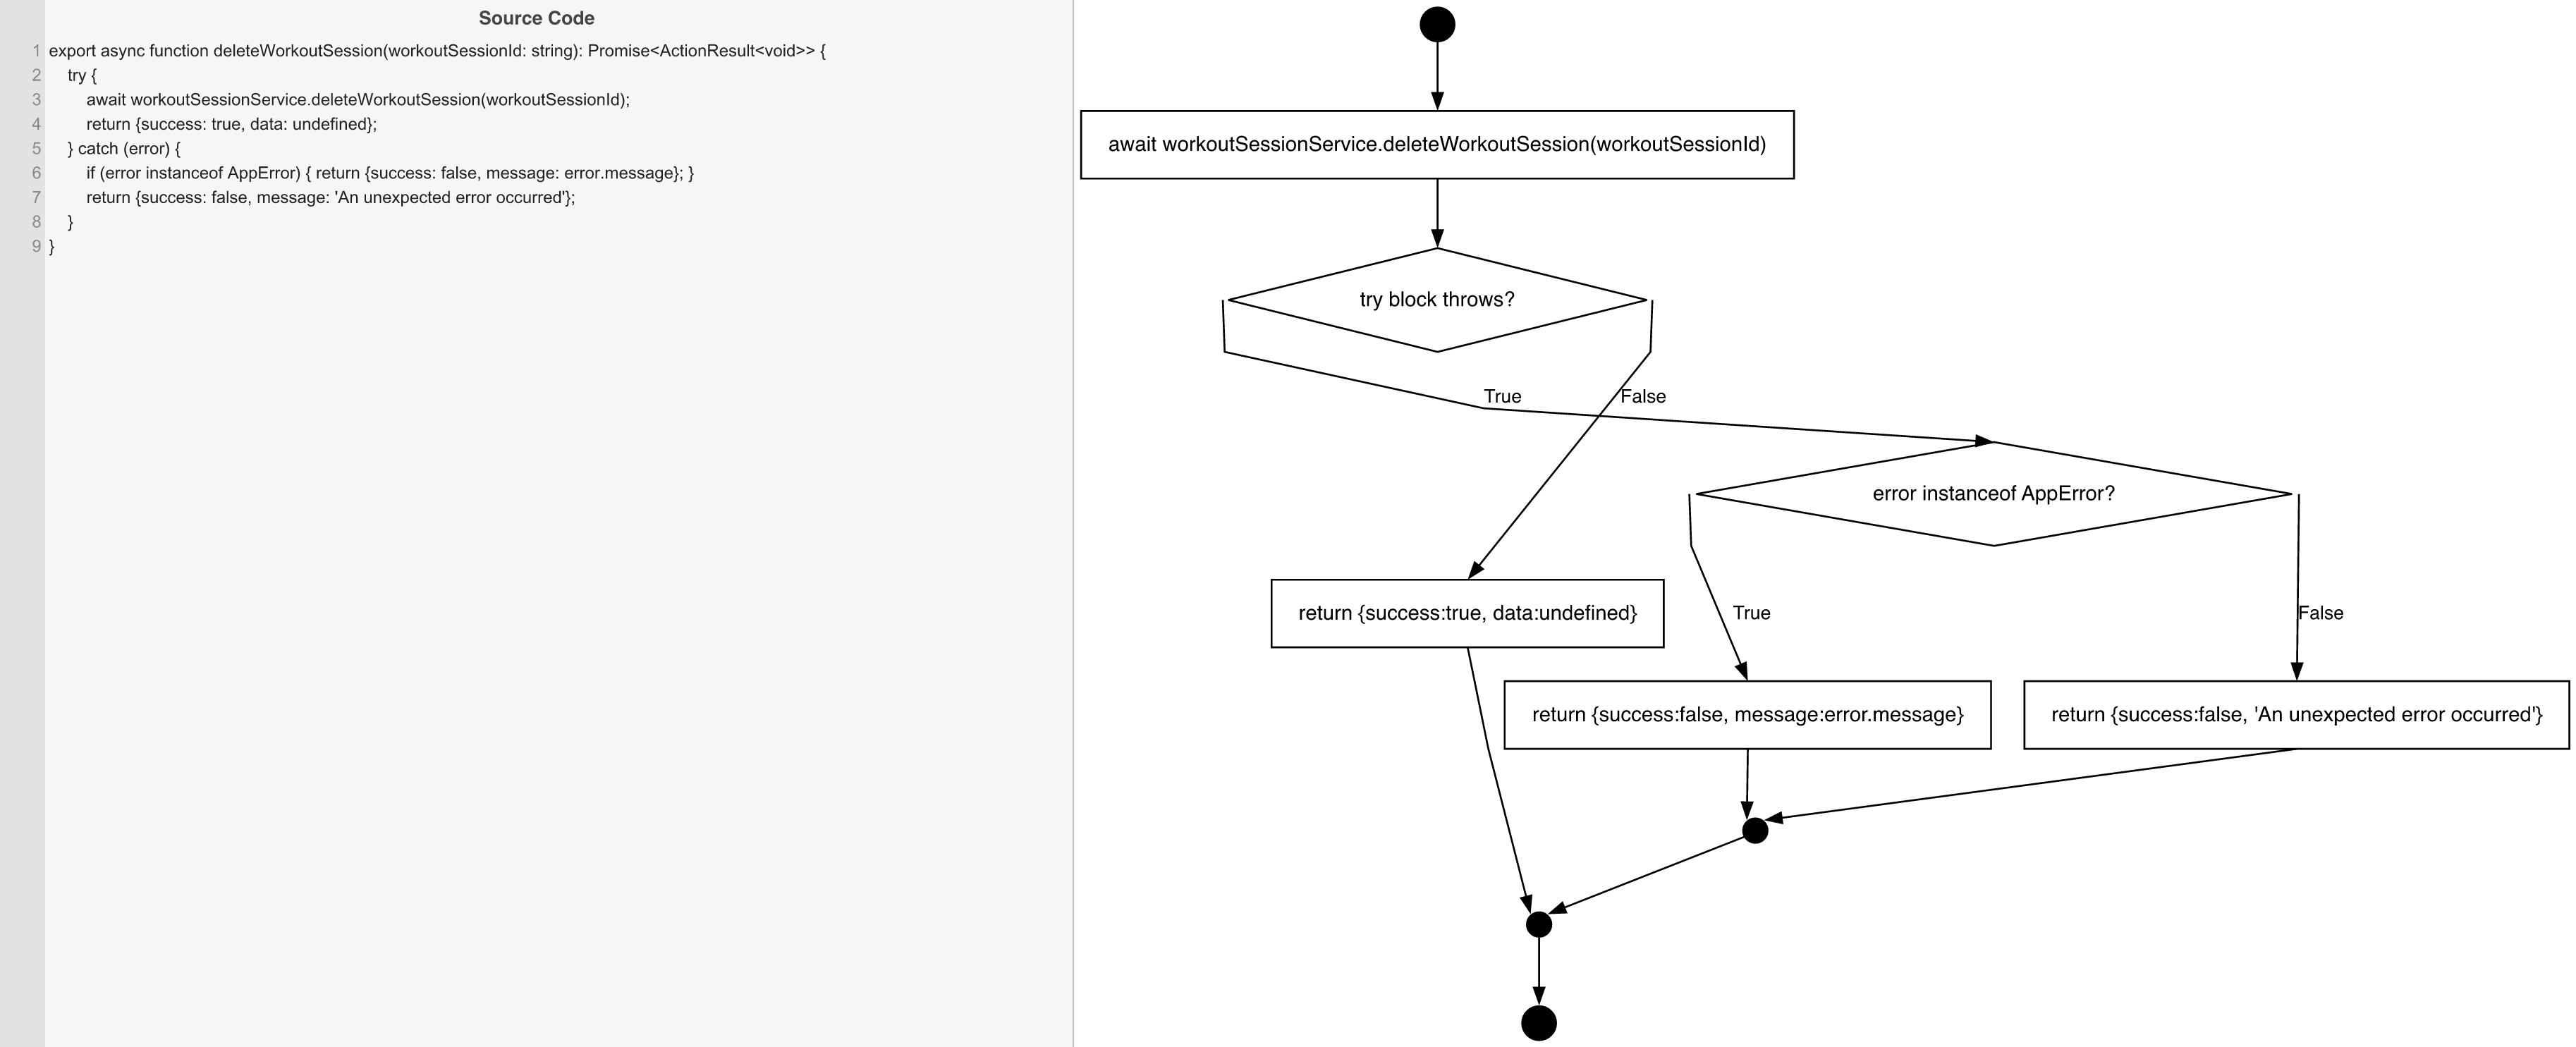 Source Code
1 export async function deleteWorkoutSession(workoutSessionId: string): Promise<ActionResult<void>> {
2 try {
3 await workoutSessionService.deleteWorkoutSession(workoutSessionId);
4 return {success: true, data: undefined};
5 } catch (error) {
6 if (error instanceof AppError) { return {success: false, message: error.message}; }
7 return {success: false, message: 'An unexpected error occurred'};
8 }
9 }
await workoutSessionService.deleteWorkoutSession(workoutSessionId)
try block throws?
True
False
error instanceof AppError?
return {success:true, data:undefined}
True
False
return {success:false, message:error.message}
return {success:false, 'An unexpected error occurred'}